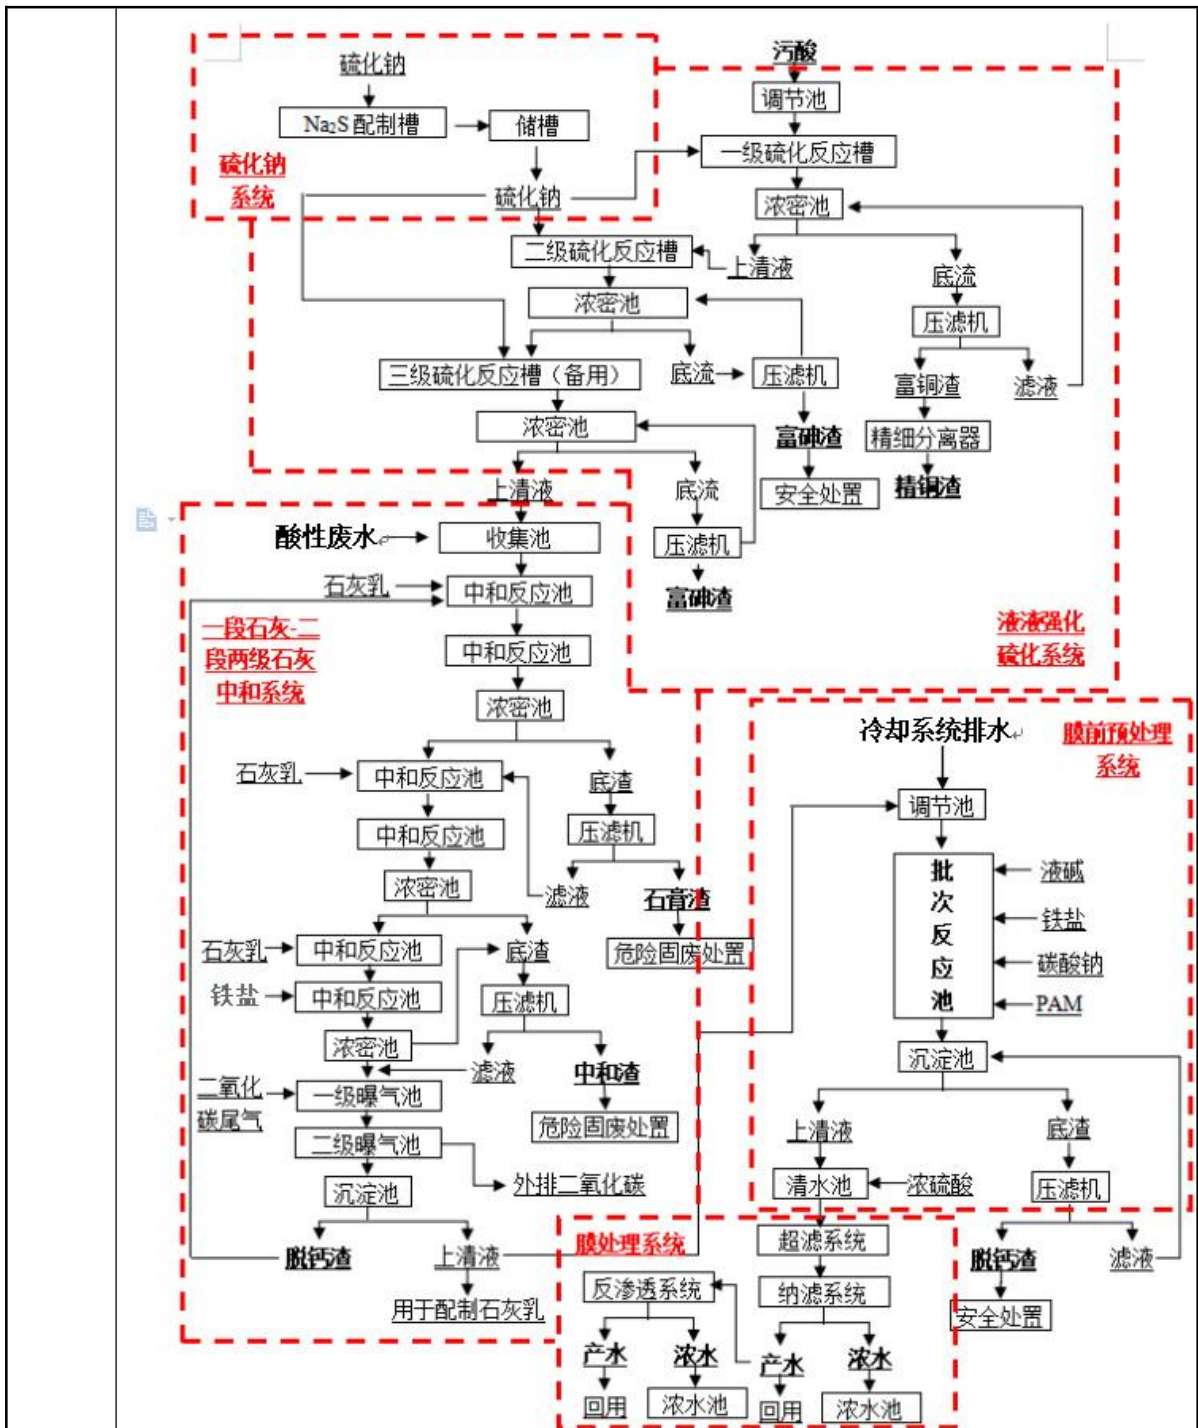 硫化钠
Na2S 配制槽
储槽
硫化钠
系统
硫化钠
污酸
调节池
一级硫化反应槽
浓密池
上清液
底流
压滤机
富铜渣
滤液
精细分离器
精铜渣
二级硫化反应槽
浓密池
底流
压滤机
富砷渣
安全处置
三级硫化反应槽（备用）
浓密池
上清液
底流
压滤机
富砷渣
液液强化
硫化系统
酸性废水
收集池
石灰乳
中和反应池
一段石灰-二
段两级石灰
中和系统
中和反应池
浓密池
石灰乳
中和反应池
底渣
中和反应池
压滤机
浓密池
滤液
石膏渣
危险固废处置
石灰乳
中和反应池
底渣
铁盐
中和反应池
压滤机
浓密池
滤液
中和渣
危险固废处置
二氧化
碳尾气
一级曝气池
二级曝气池
外排二氧化碳
沉淀池
脱钙渣
上清液
用于配制石灰乳
冷却系统排水
膜前预处理
系统
调节池
批
次
反
应
池
液碱
铁盐
碳酸钠
PAM
沉淀池
上清液
底渣
清水池
浓硫酸
压滤机
脱钙渣
滤液
安全处置
膜处理系统
超滤系统
反渗透系统
纳滤系统
产水
浓水
产水
浓水
回用
浓水池
回用
浓水池